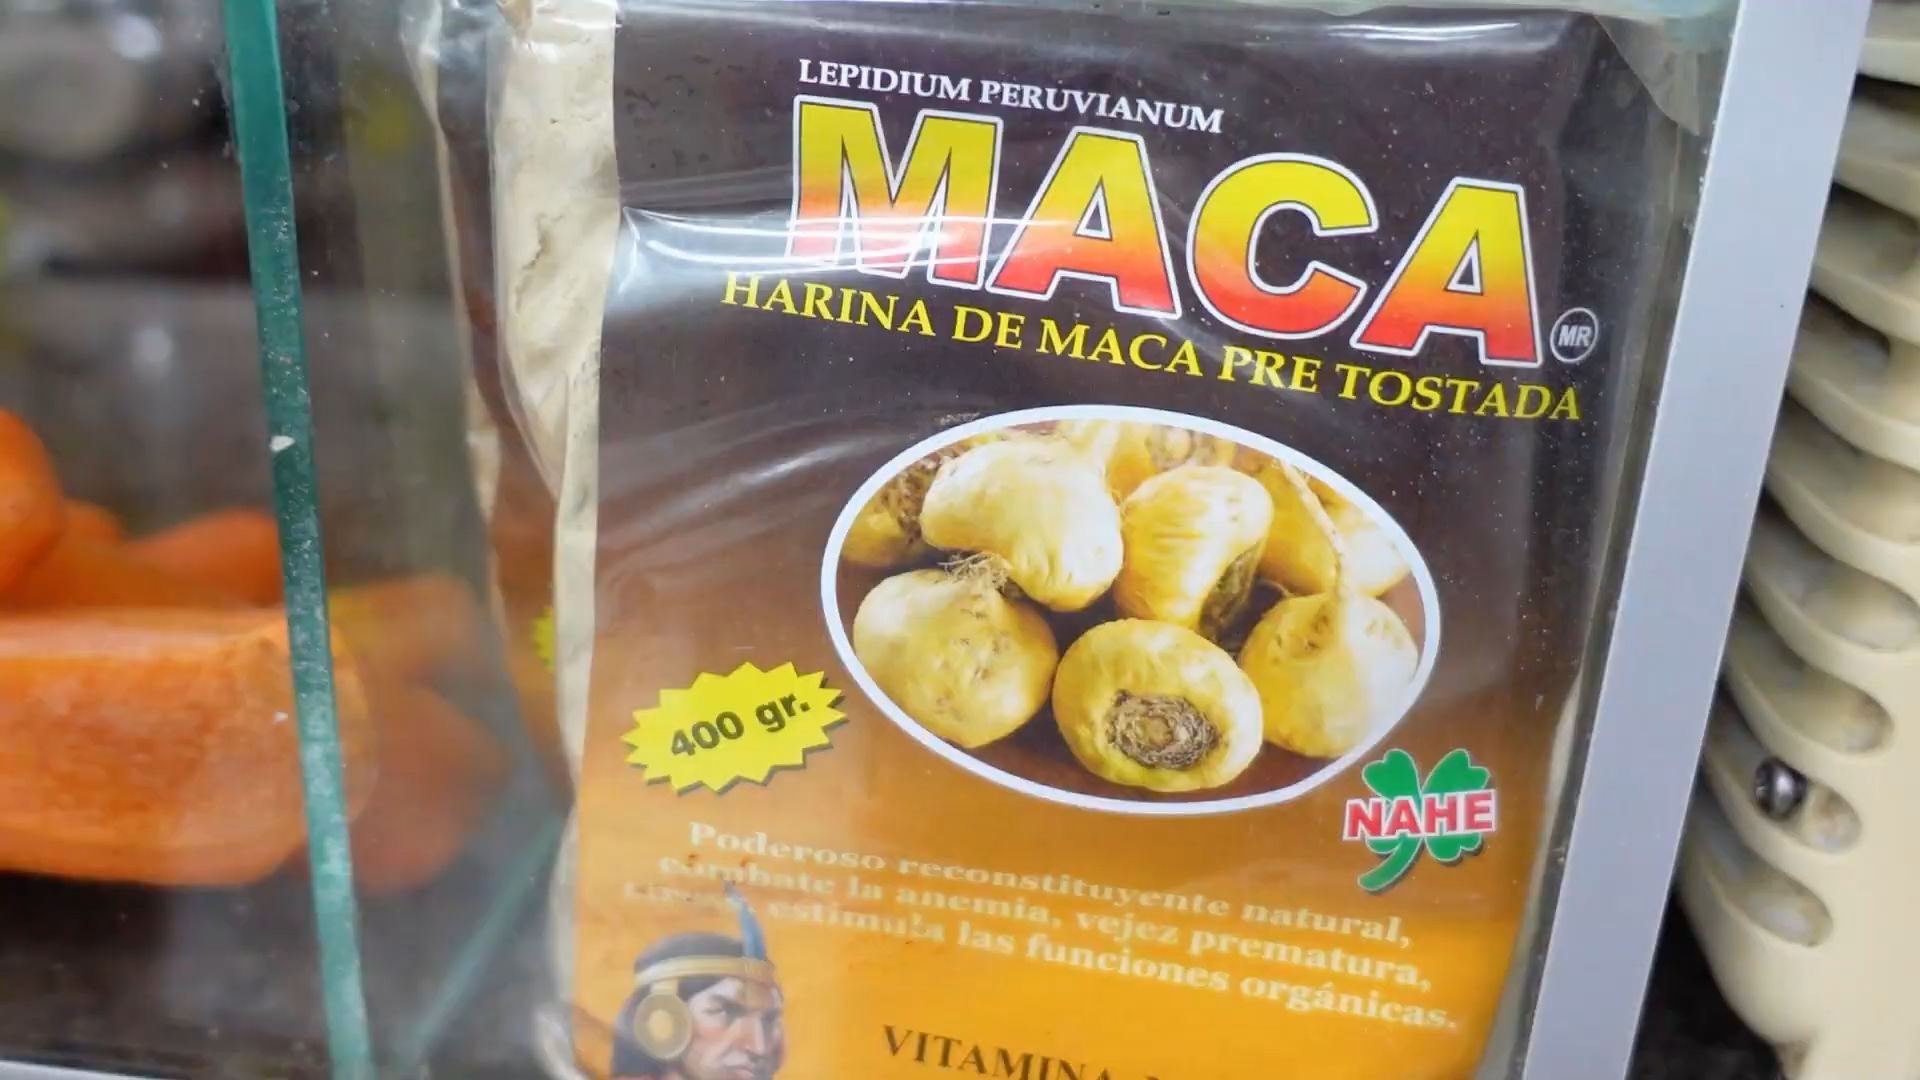 LEPIDIUM PERUVIANUM
MACA
MR
HARINA DE MACA PRE TOSTADA
400 gr.
NAHE
Poderoso reconstituyente natural,
combate la anemia, vejez prematura,
estimula las funciones orgánicas.
VITAMINA